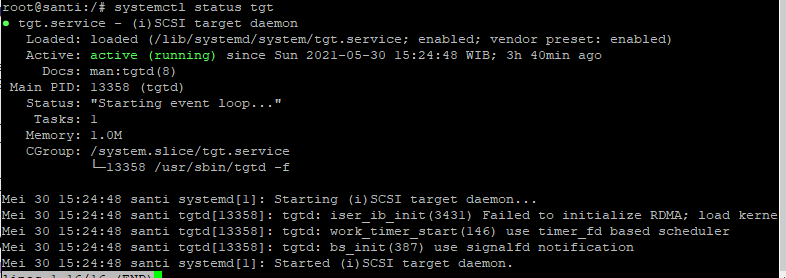 root@santi:/# systemctl status tgt
● tgt.service - (i)SCSI target daemon
Loaded: loaded (/lib/systemd/system/tgt.service; enabled; vendor preset: enabled)
Active: active (running) since Sun 2021-05-30 15:24:48 WIB; 3h 40min ago
Docs: man:tgtd(8)
Main PID: 13358 (tgtd)
Status: "Starting event loop..."
Tasks: 1
Memory: 1.0M
CGroup: /system.slice/tgt.service
└─13358 /usr/sbin/tgtd -f
Mei 30 15:24:48 santi systemd[1]: Starting (i)SCSI target daemon...
Mei 30 15:24:48 santi tgtd[13358]: tgtd: iser_ib_init(3431) Failed to initialize RDMA; load kerne
Mei 30 15:24:48 santi tgtd[13358]: tgtd: work_timer_start(146) use timer_fd based scheduler
Mei 30 15:24:48 santi tgtd[13358]: tgtd: bs_init(387) use signalfd notification
Mei 30 15:24:48 santi systemd[1]: Started (i)SCSI target daemon.
lines 1-16/16 (END)